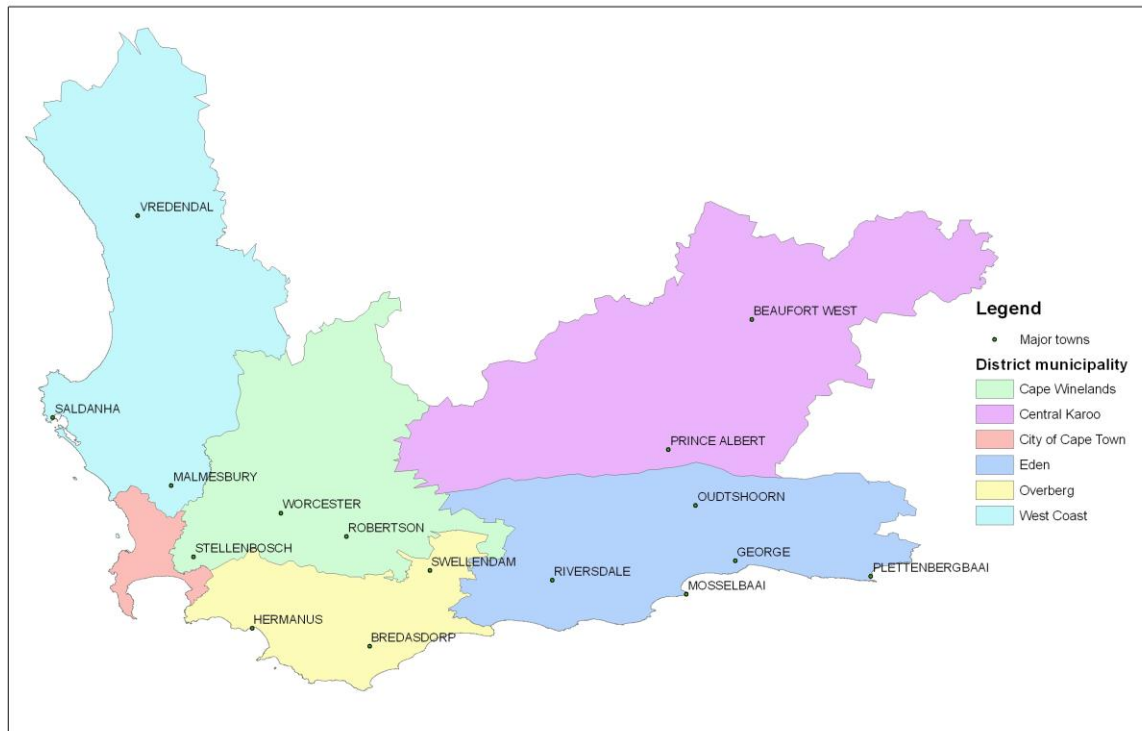 VREDENDAL
BEAUFORT WEST
SALDANHA
PRINCE ALBERT
MALMESBURY
OUDTSHOORN
WORCESTER
ROBERTSON
STELLENBOSCH
SWELLENDAM
GEORGE
RIVERSDALE
PLETTENBERGBAAI
MOSSELBAAI
HERMANUS
BREDASDORP
Legend
Major towns
District municipality
Cape Winelands
Central Karoo
City of Cape Town
Eden
Overberg
West Coast